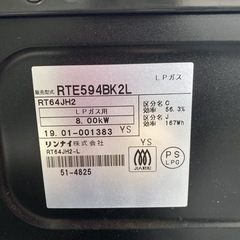 LPガス
販売型式 RTE594BK2L
RT64JH2
LPガス用
8.00kW
区分名 G
効率 56.3%
区分名 J
効率 167Wh
19.01-001383 YS
リンナイ株式会社
RT64JH2-L
51-4825
YS
JIA
PS
LPG